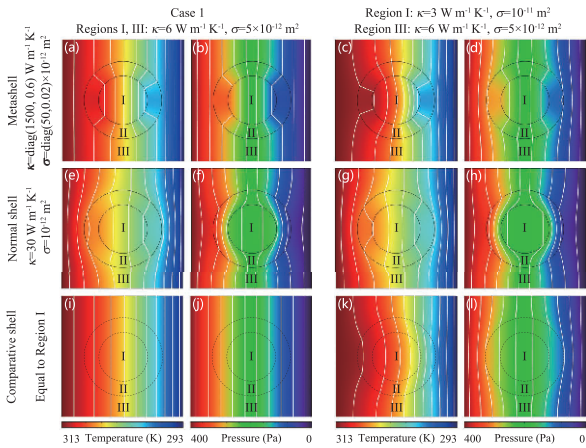 Case 1
Regions I, III: κ=6 W m⁻¹ K⁻¹, σ=5×10⁻¹² m²
Region I: κ=3 W m⁻¹ K⁻¹, σ=10⁻¹¹ m²
Region III: κ=6 W m⁻¹ K⁻¹, σ=5×10⁻¹² m²
Metashell
κ=diag(1500, 0.6) W m⁻¹ K⁻¹
σ=diag(50,0.02)×10⁻¹² m²
(a) I II III
(b) I II III
(c) I II III
(d) I II III
Normal shell
κ=30 W m⁻¹ K⁻¹
σ=10⁻¹² m²
(e) I II III
(f) I II III
(g) I II III
(h) I II III
Comparative shell
Equal to Region I
(i) I II III
(j) I II III
(k) I II III
(l) I II III
313 Temperature (K) 293
400 Pressure (Pa) 0
313 Temperature (K) 293
400 Pressure (Pa) 0